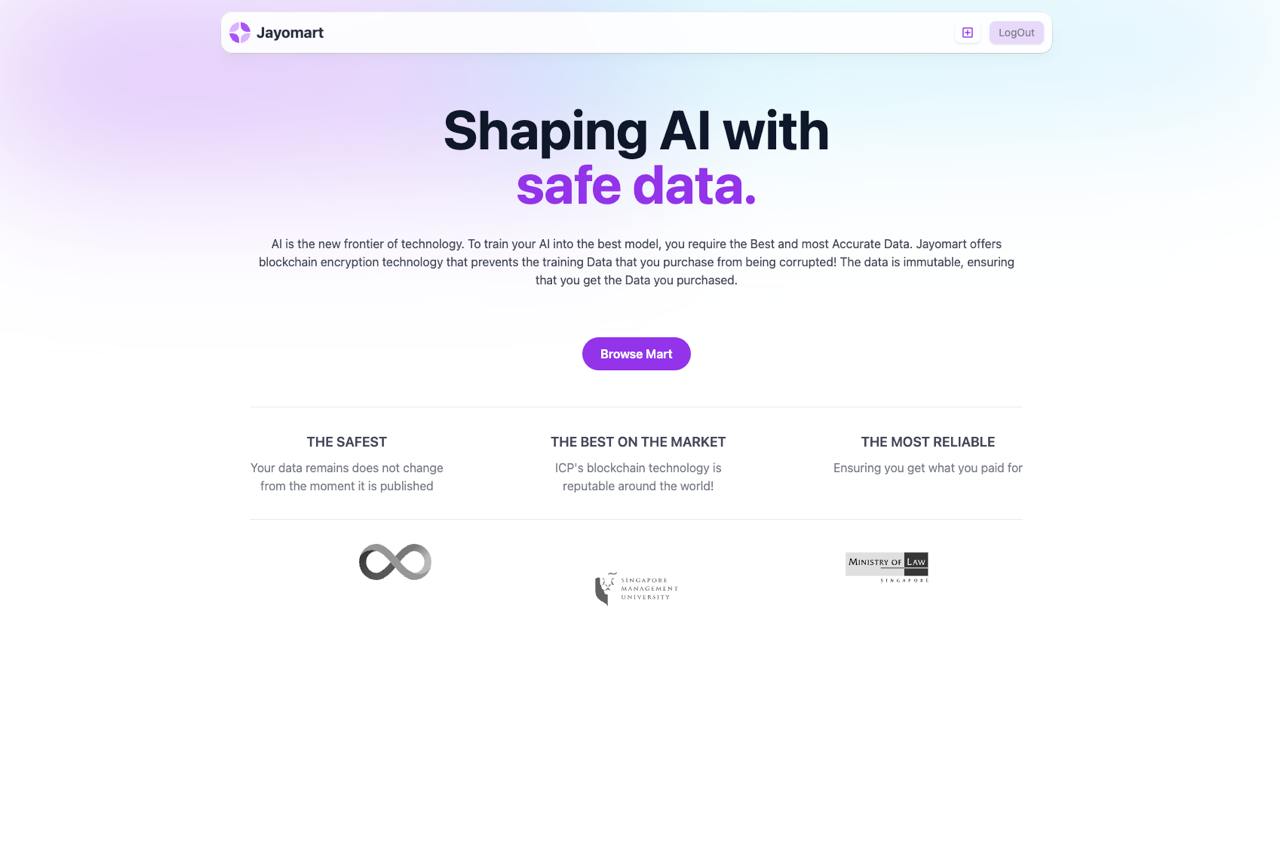 Jayomart
LogOut
Shaping AI with
safe data.
AI is the new frontier of technology. To train your AI into the best model, you require the Best and most Accurate Data. Jayomart offers
blockchain encryption technology that prevents the training Data that you purchase from being corrupted! The data is immutable, ensuring
that you get the Data you purchased.
Browse Mart
THE SAFEST
Your data remains does not change
from the moment it is published
THE BEST ON THE MARKET
ICP's blockchain technology is
reputable around the world!
THE MOST RELIABLE
Ensuring you get what you paid for
SINGAPORE
MANAGEMENT
UNIVERSITY
MINISTRY OF LAW
SINGAPORE